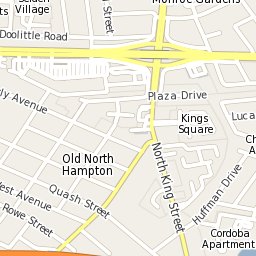 Village
Monroe Gardens
Street
Doolittle Road
Plaza Drive
Avenue
Kings
Square
Old North
Hampton
North King Street
Huffman Drive
Quash Street
Avenue
Rowe Street
Cordoba
Apartment